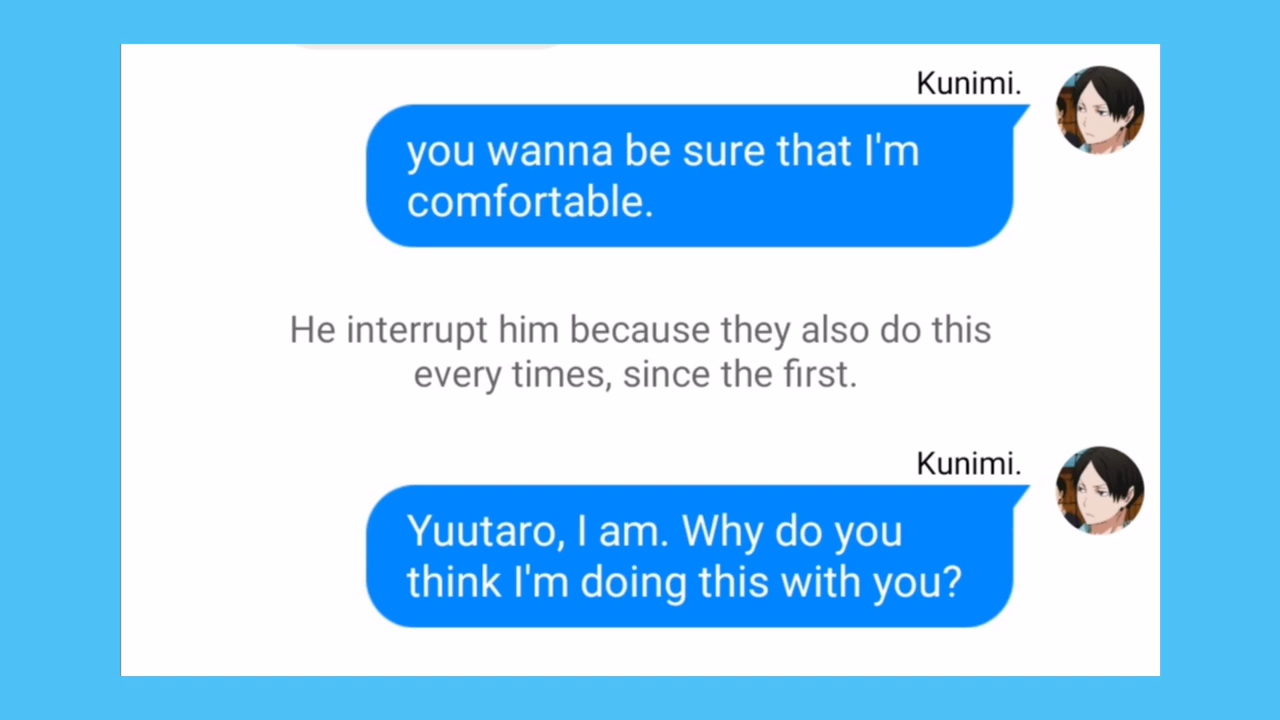 Kunimi.
you wanna be sure that I'm
comfortable.
He interrupt him because they also do this
every times, since the first.
Kunimi.
Yuutaro, I am. Why do you
think I'm doing this with you?